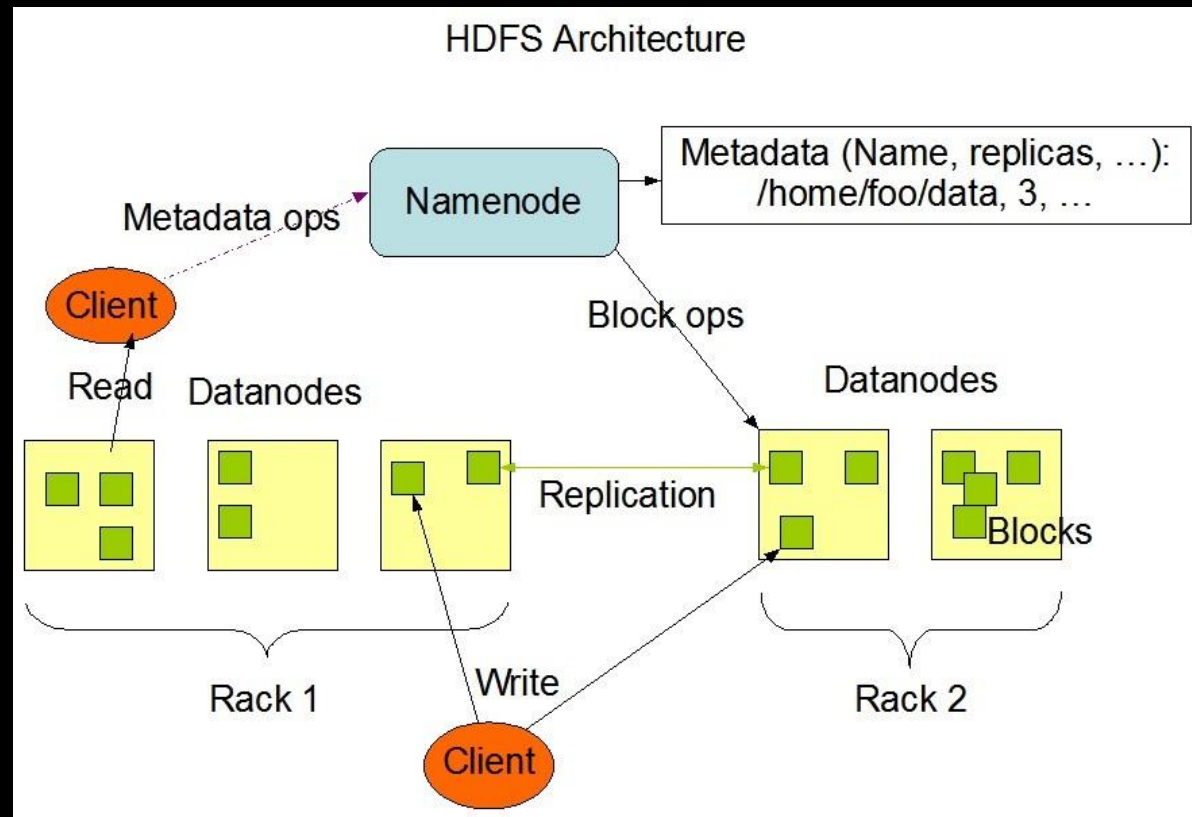 HDFS Architecture
Metadata (Name, replicas, …):
/home/foo/data, 3, …
Namenode
Metadata ops
Client
Block ops
Read
Datanodes
Datanodes
Replication
Blocks
Rack 1
Write
Rack 2
Client